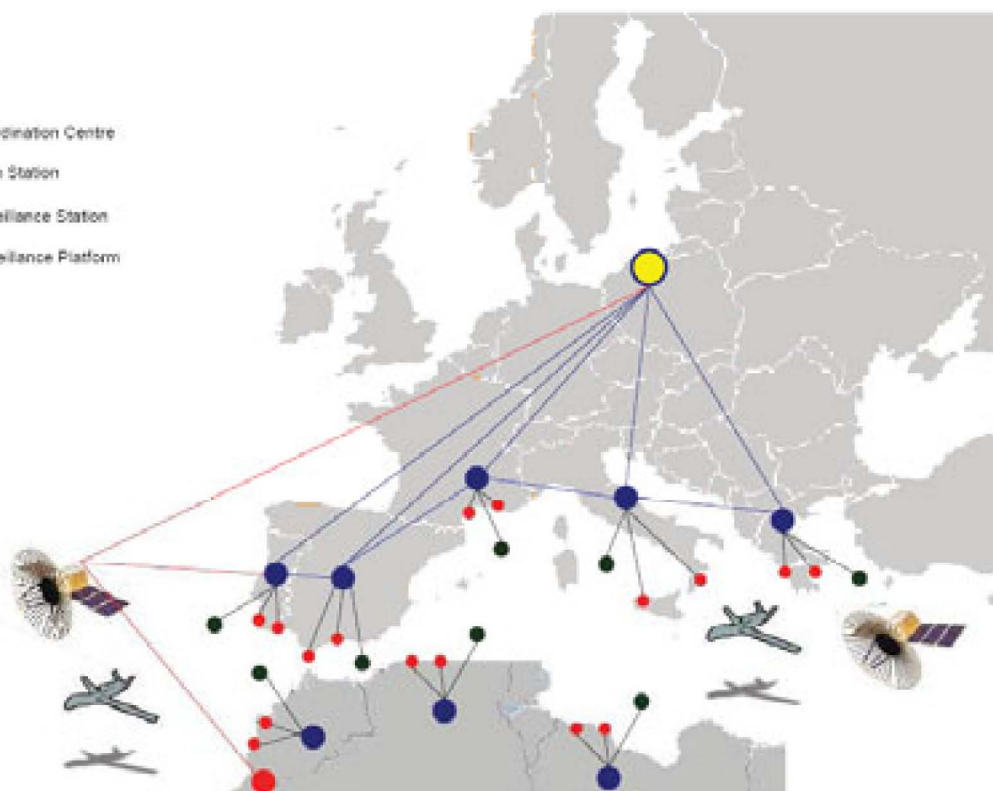 dination Centre
Station
eillance Station
eillance Platform